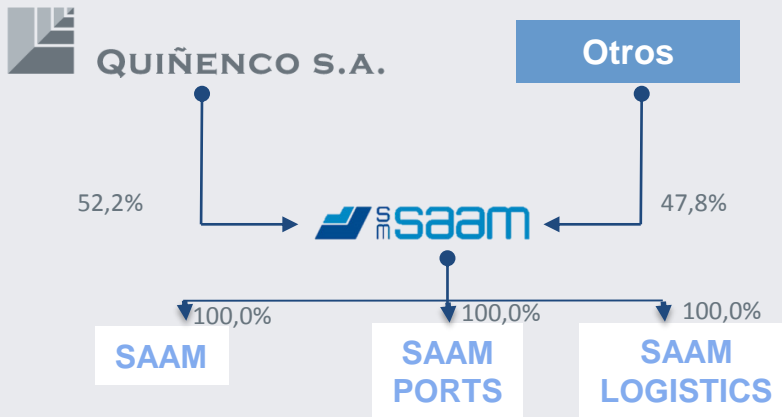 QUIÑENCO S.A.
Otros
52,2%
47,8%
SM saam
100,0%
100,0%
100,0%
SAAM
SAAM
PORTS
SAAM
LOGISTICS